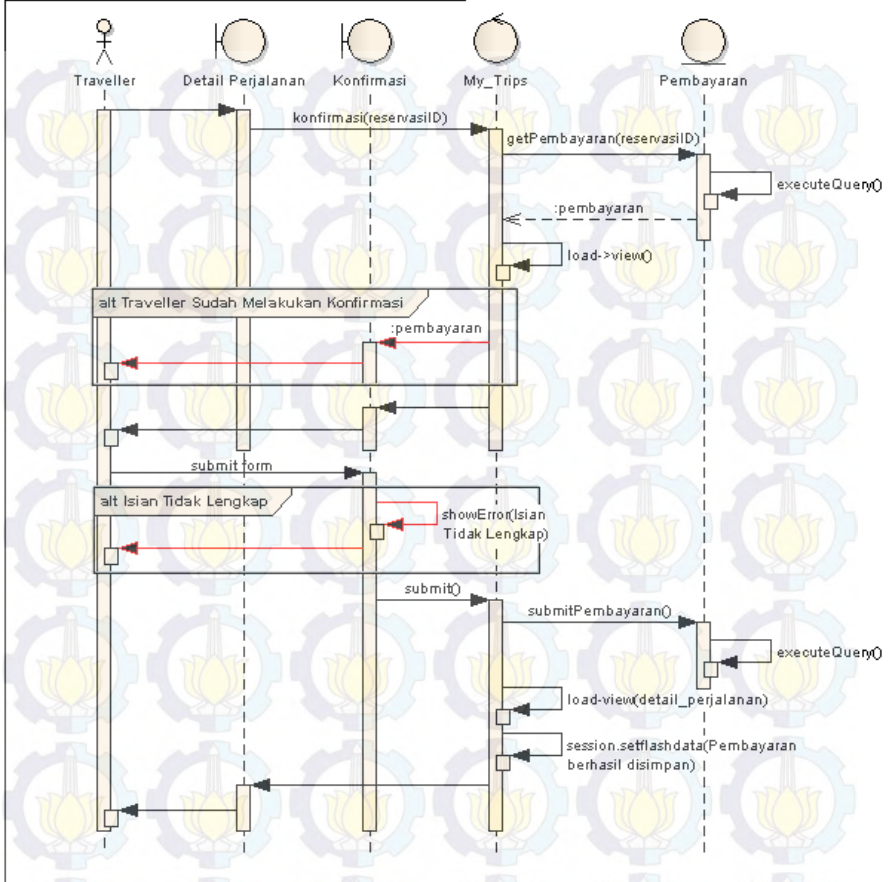 Traveller
Detail Perjalanan
Konfirmasi
My_Trips
Pembayaran
konfirmasi(reservasiID)
getPembayaran(reservasiID)
executeQuery()
:pembayaran
load->view()
alt Traveller Sudah Melakukan Konfirmasi
:pembayaran
submit form
alt Isian Tidak Lengkap
showError(Isian
Tidak Lengkap)
submit()
submitPembayaran()
executeQuery()
load-view(detail_perjalanan)
session.setflashdata(Pembayaran
berhasil disimpan)